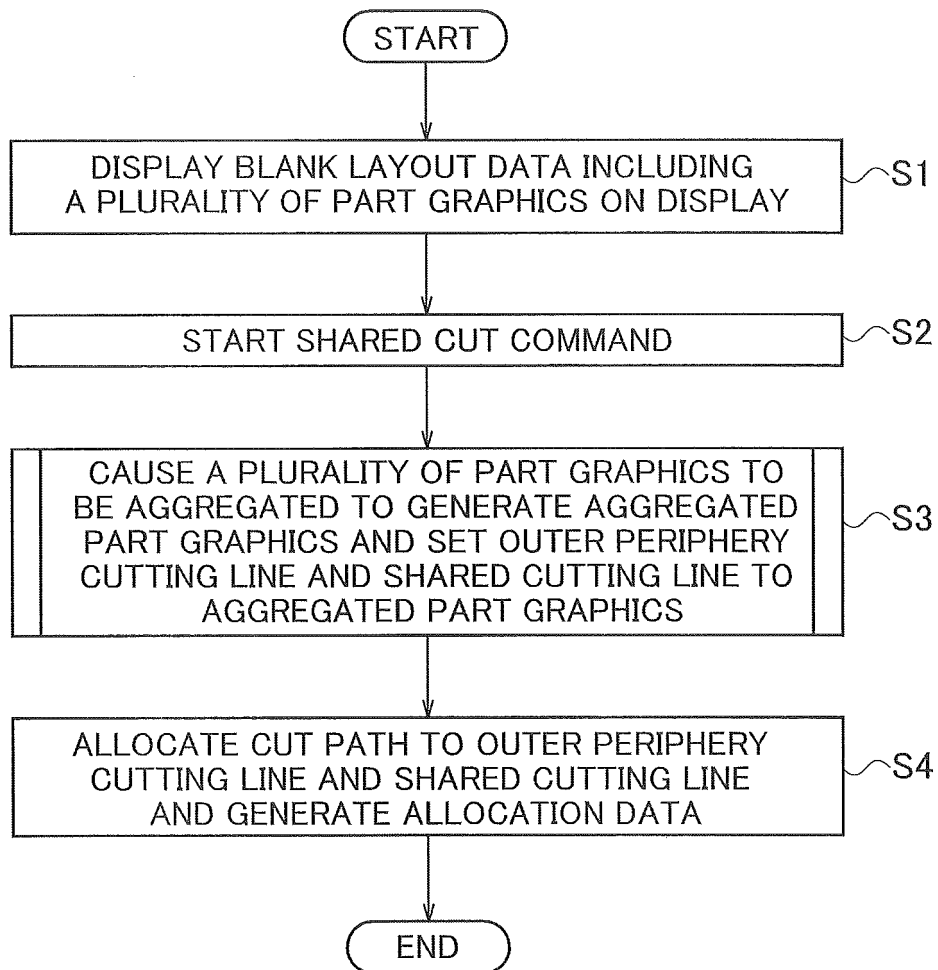 START
DISPLAY BLANK LAYOUT DATA INCLUDING
A PLURALITY OF PART GRAPHICS ON DISPLAY
S1
START SHARED CUT COMMAND
S2
CAUSE A PLURALITY OF PART GRAPHICS TO
BE AGGREGATED TO GENERATE AGGREGATED
PART GRAPHICS AND SET OUTER PERIPHERY
CUTTING LINE AND SHARED CUTTING LINE TO
AGGREGATED PART GRAPHICS
S3
ALLOCATE CUT PATH TO OUTER PERIPHERY
CUTTING LINE AND SHARED CUTTING LINE
AND GENERATE ALLOCATION DATA
S4
END